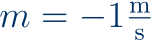 m = −1 m/s